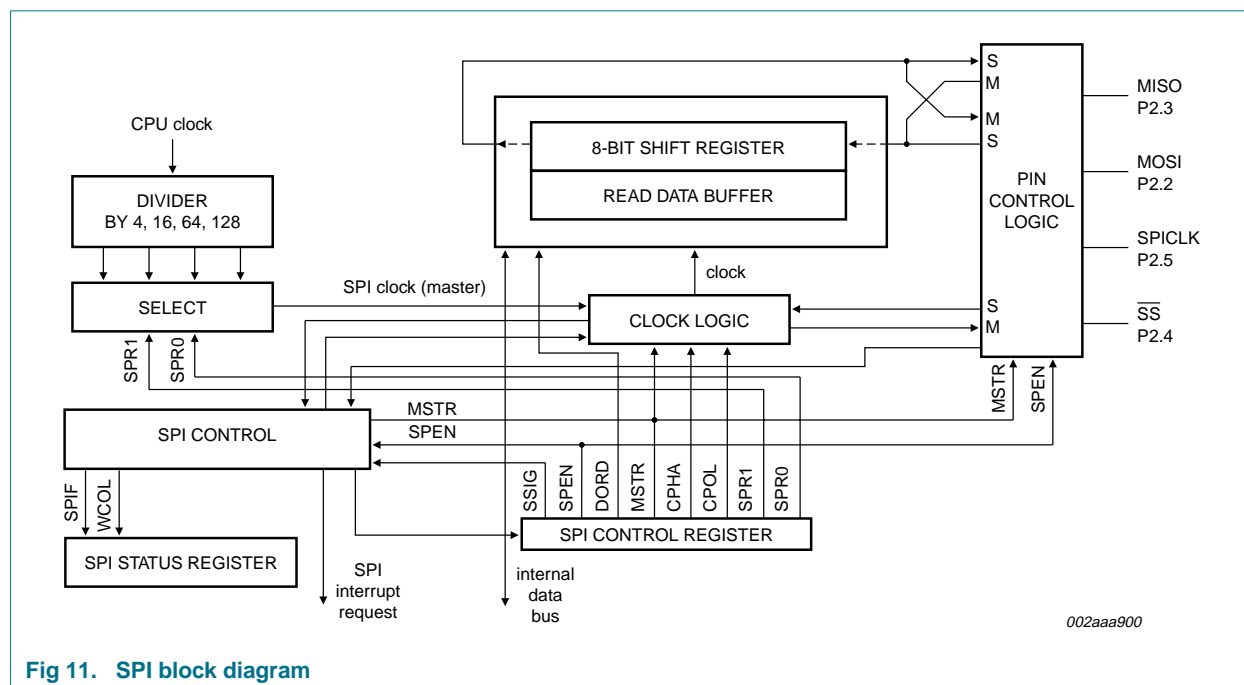 CPU clock
DIVIDER
BY 4, 16, 64, 128
SELECT
SPR1
SPR0
SPI clock (master)
8-BIT SHIFT REGISTER
READ DATA BUFFER
clock
CLOCK LOGIC
S
M
M
S
PIN
CONTROL
LOGIC
S
M
MISO
P2.3
MOSI
P2.2
SPICLK
P2.5
SS
P2.4
MSTR
SPEN
SPI CONTROL
MSTR
SPEN
SPIF
WCOL
SPI STATUS REGISTER
SPI
interrupt
request
SSIG
SPEN
DORD
MSTR
CPHA
CPOL
SPR1
SPR0
SPI CONTROL REGISTER
internal
data
bus
002aaa900
Fig 11. SPI block diagram